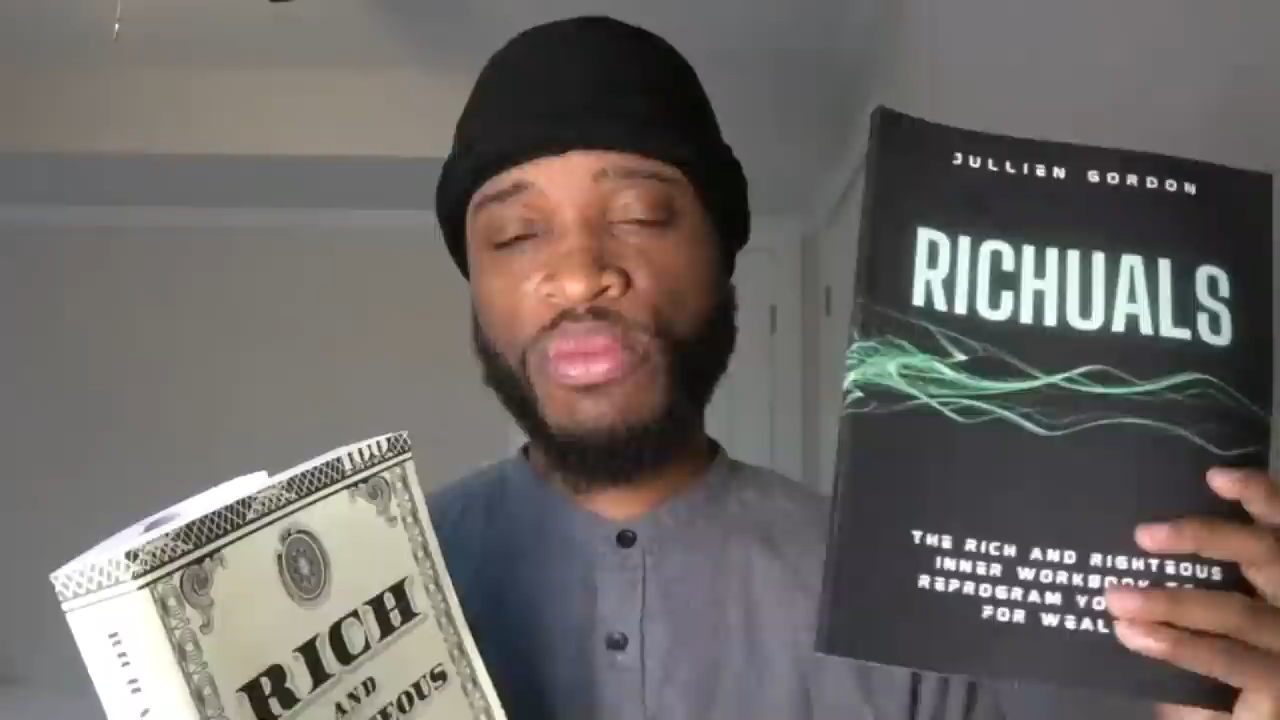 JULLIEN GORDON
RICHUALS
THE RICH AND RIGHTEOUS
INNER WORKBOOK
REPROGRAM
FOR
RICH
AND